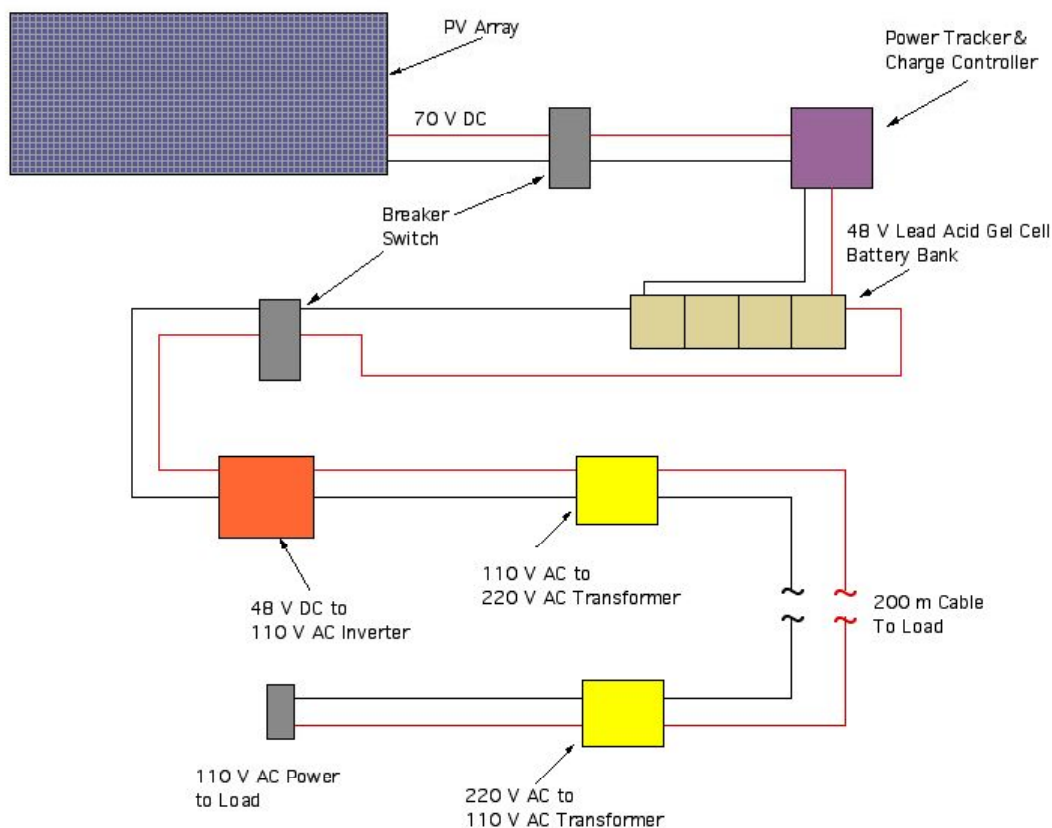 PV Array
Power Tracker &
Charge Controller
70 V DC
Breaker
Switch
48 V Lead Acid Gel Cell
Battery Bank
110 V AC to
220 V AC Transformer
48 V DC to
110 V AC Inverter
200 m Cable
To Load
110 V AC Power
to Load
220 V AC to
110 V AC Transformer